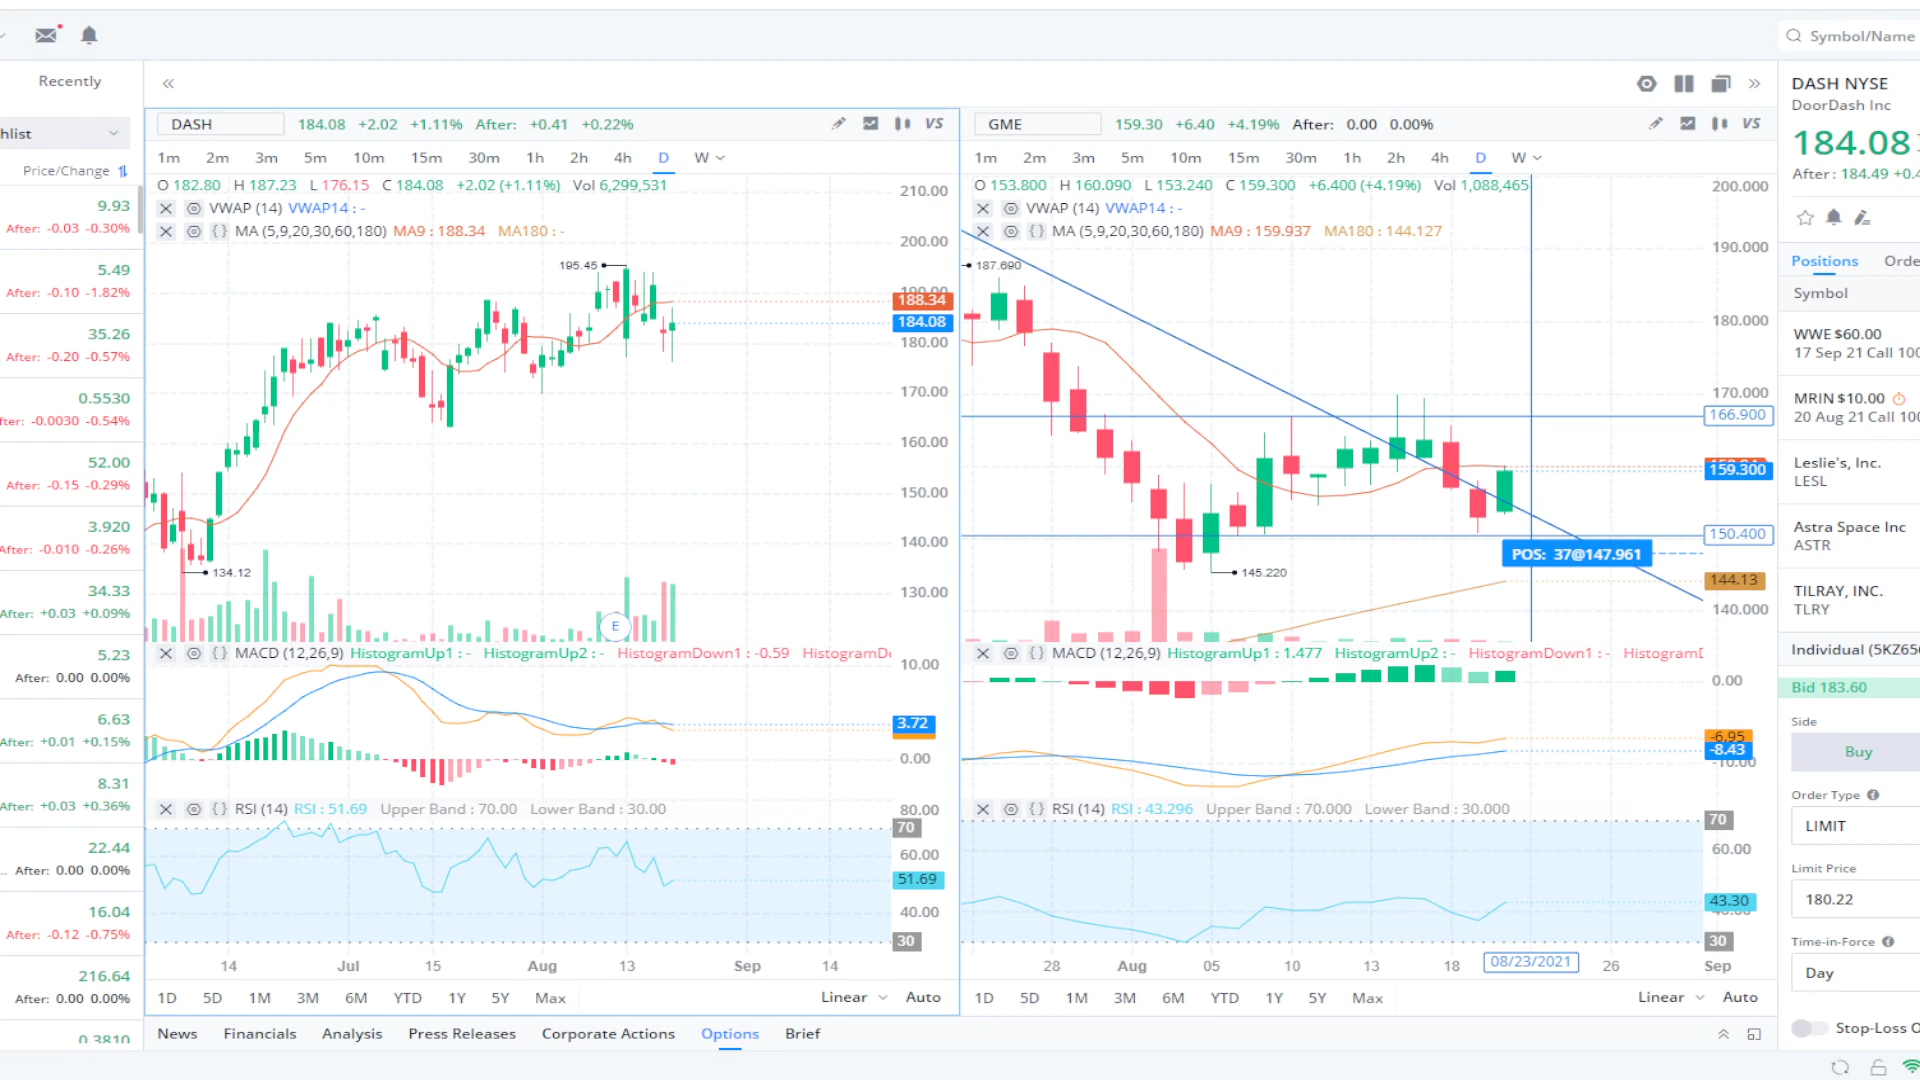 Symbol/Name
Recently
hlist
Price/Change
9.93
After: -0.03 -0.30%
5.49
After: -0.10 -1.82%
35.26
After: -0.20 -0.57%
0.5530
fter: -0.0030 -0.54%
52.00
After: -0.15 -0.29%
3.920
After: -0.010 -0.26%
34.33
After: +0.03 +0.09%
5.23
After: 0.00 0.00%
6.63
After: +0.01 +0.15%
8.31
After: +0.03 +0.36%
22.44
.. After: 0.00 0.00%
16.04
After: -0.12 -0.75%
216.64
After: 0.00 0.00%
0.3810
DASH 184.08 +2.02 +1.11% After: +0.41 +0.22% VS
1m 2m 3m 5m 10m 15m 30m 1h 2h 4h D W
O 182.80 H 187.23 L 176.15 C 184.08 +2.02 (+1.11%) Vol 6,299,531
VWAP (14) VWAP14 : -
MA (5,9,20,30,60,180) MA9 : 188.34 MA180 : -
195.45
134.12
E
210.00
200.00
190.00
188.34
184.08
180.00
170.00
160.00
150.00
140.00
130.00
MACD (12,26,9) HistogramUp1 : - HistogramUp2 : - HistogramDown1 : -0.59 HistogramDo
10.00
3.72
0.00
RSI (14) RSI : 51.69 Upper Band : 70.00 Lower Band : 30.00
80.00
70
60.00
51.69
40.00
30
14 Jul 15 Aug 13 Sep 14
1D 5D 1M 3M 6M YTD 1Y 5Y Max Linear Auto
GME 159.30 +6.40 +4.19% After: 0.00 0.00% VS
1m 2m 3m 5m 10m 15m 30m 1h 2h 4h D W
O 153.800 H 160.090 L 153.240 C 159.300 +6.400 (+4.19%) Vol 1,088,465
VWAP (14) VWAP14 : -
MA (5,9,20,30,60,180) MA9 : 159.937 MA180 : 144.127
187.690
145.220
200.000
190.000
180.000
170.000
166.900
159.300
150.400
POS: 37@147.961
144.13
140.000
MACD (12,26,9) HistogramUp1 : 1.477 HistogramUp2 : - HistogramDown1 : - HistogramD
0.00
-6.95
-8.43
-10.00
RSI (14) RSI : 43.296 Upper Band : 70.000 Lower Band : 30.000
70
60.00
43.30
40.00
30
28 Aug 05 10 13 18 08/23/2021 26 Sep
1D 5D 1M 3M 6M YTD 1Y 5Y Max Linear Auto
News Financials Analysis Press Releases Corporate Actions Options Brief
DASH NYSE
DoorDash Inc
184.08
After : 184.49 +0.4
Positions Orde
Symbol
WWE $60.00
17 Sep 21 Call 100
MRIN $10.00
20 Aug 21 Call 100
Leslie's, Inc.
LESL
Astra Space Inc
ASTR
TILRAY, INC.
TLRY
Individual (5KZ650
Bid 183.60
Side
Buy
Order Type
LIMIT
Limit Price
180.22
Time-in-Force
Day
Stop-Loss O